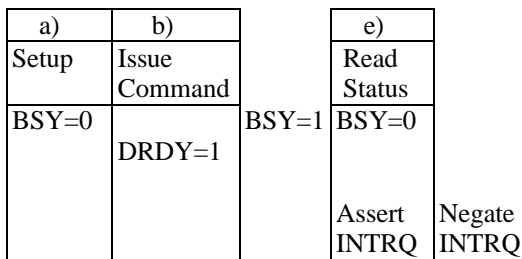 a) b) e)
Setup Issue Read
Command Status
BSY=0 BSY=1 BSY=0
DRDY=1
Assert Negate
INTRQ INTRQ